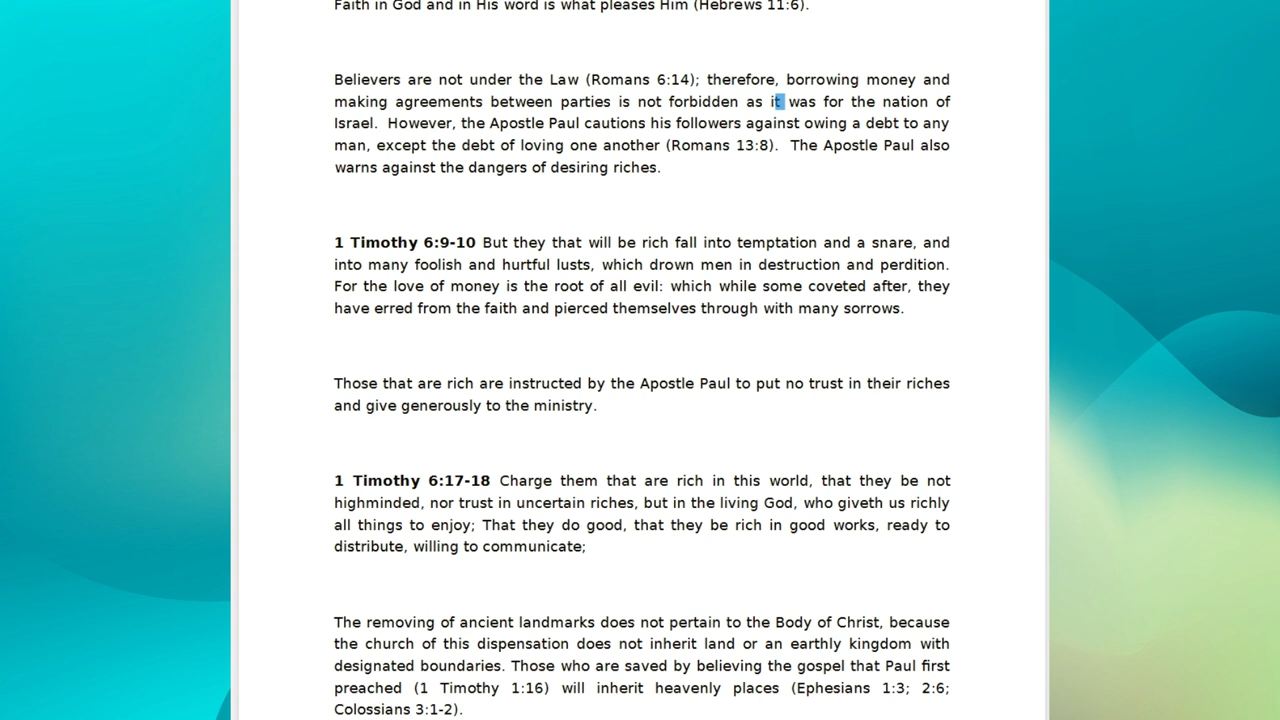 Faith in God and in His word is what pleases Him (Hebrews 11:6).
Believers are not under the Law (Romans 6:14); therefore, borrowing money and
making agreements between parties is not forbidden as it was for the nation of
Israel.  However, the Apostle Paul cautions his followers against owing a debt to any
man, except the debt of loving one another (Romans 13:8).  The Apostle Paul also
warns against the dangers of desiring riches.
1 Timothy 6:9-10 But they that will be rich fall into temptation and a snare, and
into many foolish and hurtful lusts, which drown men in destruction and perdition.
For the love of money is the root of all evil: which while some coveted after, they
have erred from the faith and pierced themselves through with many sorrows.
Those that are rich are instructed by the Apostle Paul to put no trust in their riches
and give generously to the ministry.
1 Timothy 6:17-18 Charge them that are rich in this world, that they be not
highminded, nor trust in uncertain riches, but in the living God, who giveth us richly
all things to enjoy; That they do good, that they be rich in good works, ready to
distribute, willing to communicate;
The removing of ancient landmarks does not pertain to the Body of Christ, because
the church of this dispensation does not inherit land or an earthly kingdom with
designated boundaries. Those who are saved by believing the gospel that Paul first
preached (1 Timothy 1:16) will inherit heavenly places (Ephesians 1:3; 2:6;
Colossians 3:1-2).